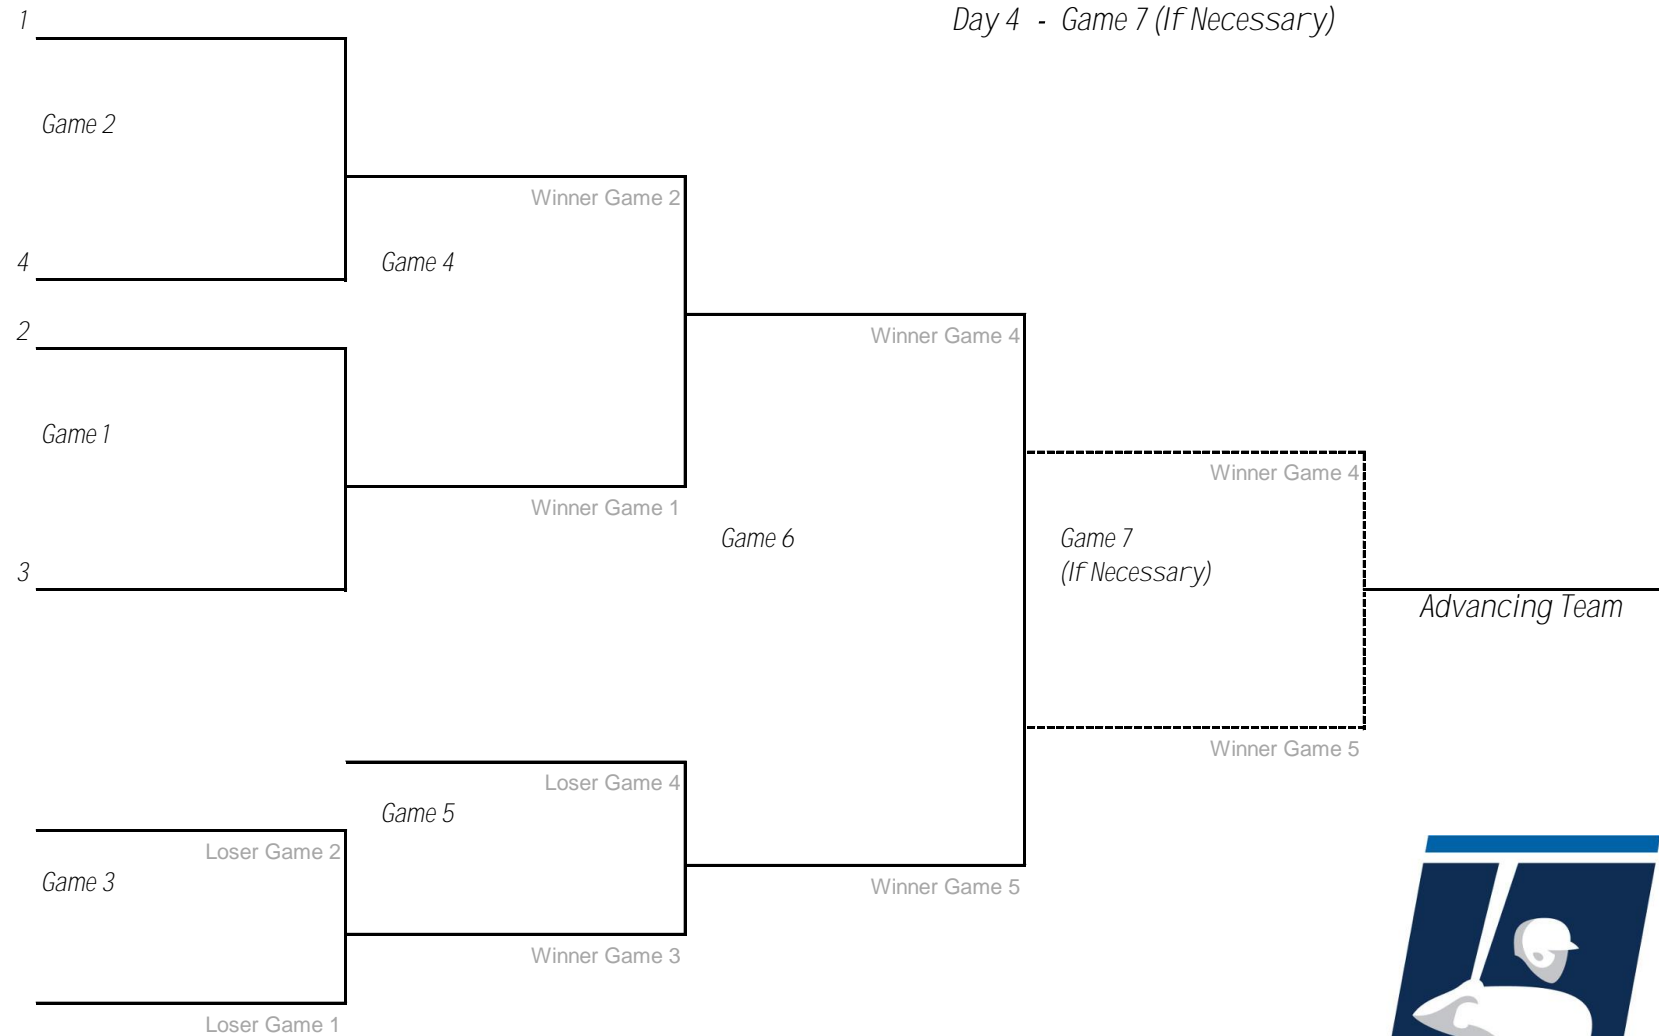 1
Day 4 - Game 7 (If Necessary)
Game 2
Winner Game 2
4
Game 4
2
Winner Game 4
Game 1
Winner Game 4
Winner Game 1
Game 6
Game 7
(If Necessary)
3
Advancing Team
Winner Game 5
Loser Game 4
Game 5
Loser Game 2
Game 3
Winner Game 5
Winner Game 3
Loser Game 1